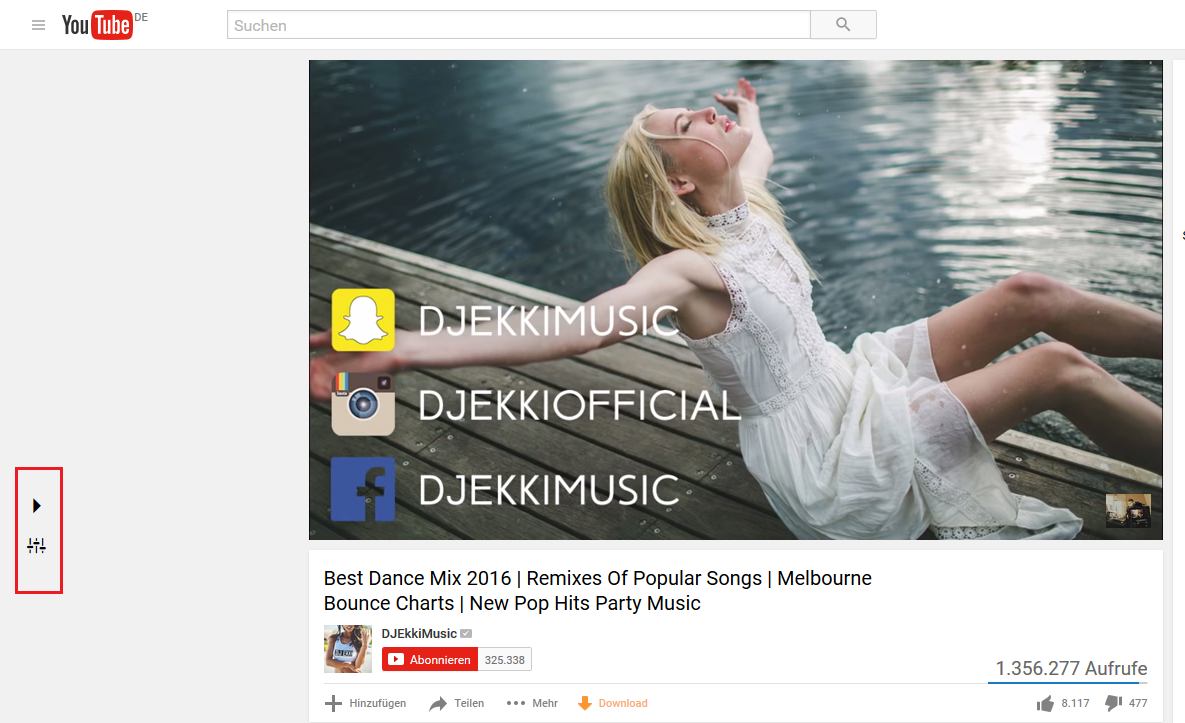 YouTube DE
Suchen
DJEKKIMUSIC
DJEKKIOFFICIAL
DJEKKIMUSIC
Best Dance Mix 2016 | Remixes Of Popular Songs | Melbourne
Bounce Charts | New Pop Hits Party Music
DJEkkiMusic
Abonnieren 325.338
1.356.277 Aufrufe
Hinzufügen Teilen Mehr Download 8.117 477